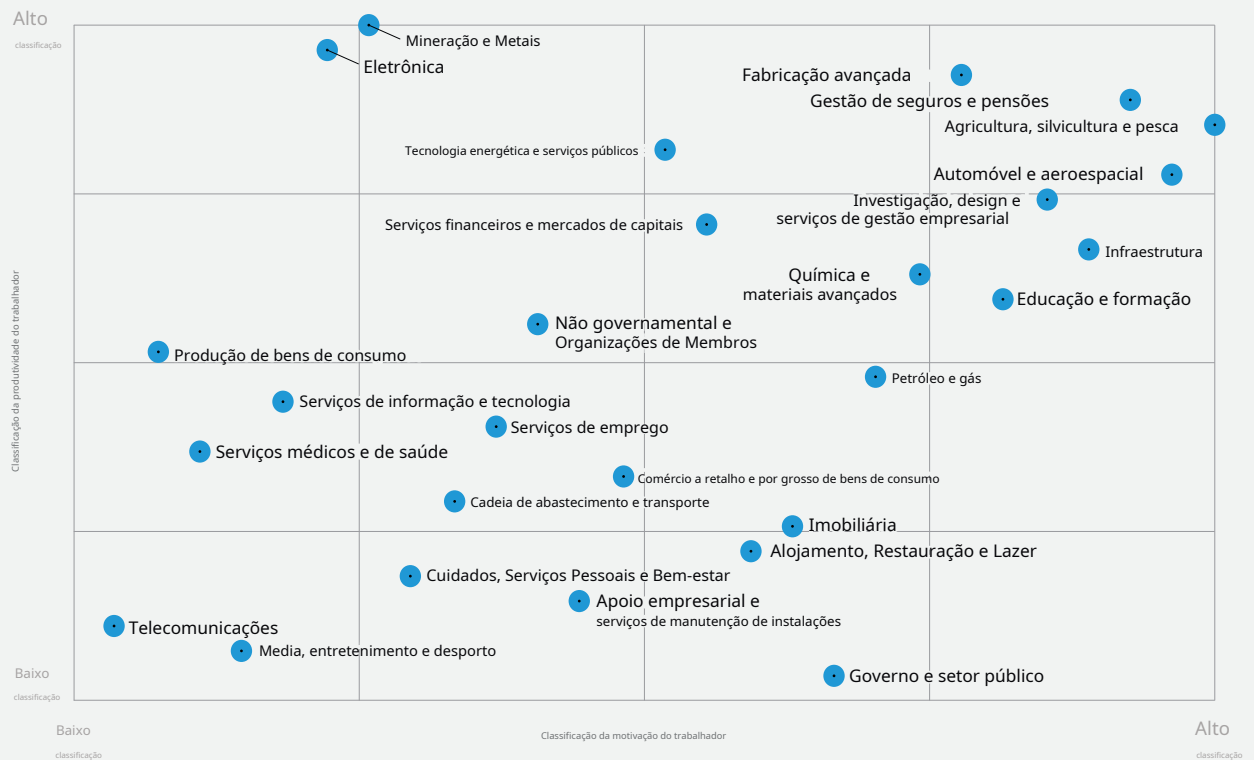 Alto
classificação
Mineração e Metais
Eletrônica
Fabricação avançada
Gestão de seguros e pensões
Agricultura, silvicultura e pesca
Tecnologia energética e serviços públicos
Automóvel e aeroespacial
Investigação, design e
serviços de gestão empresarial
Serviços financeiros e mercados de capitais
Infraestrutura
Química e
materiais avançados
Educação e formação
Não governamental e
Organizações de Membros
Produção de bens de consumo
Petróleo e gás
Serviços de informação e tecnologia
Serviços de emprego
Serviços médicos e de saúde
Comércio a retalho e por grosso de bens de consumo
Cadeia de abastecimento e transporte
Imobiliária
Alojamento, Restauração e Lazer
Cuidados, Serviços Pessoais e Bem-estar
Apoio empresarial e
serviços de manutenção de instalações
Telecomunicações
Media, entretenimento e desporto
Governo e setor público
Classificação da produtividade do trabalhador
Baixo
classificação
Baixo
classificação
Classificação da motivação do trabalhador
Alto
classificação